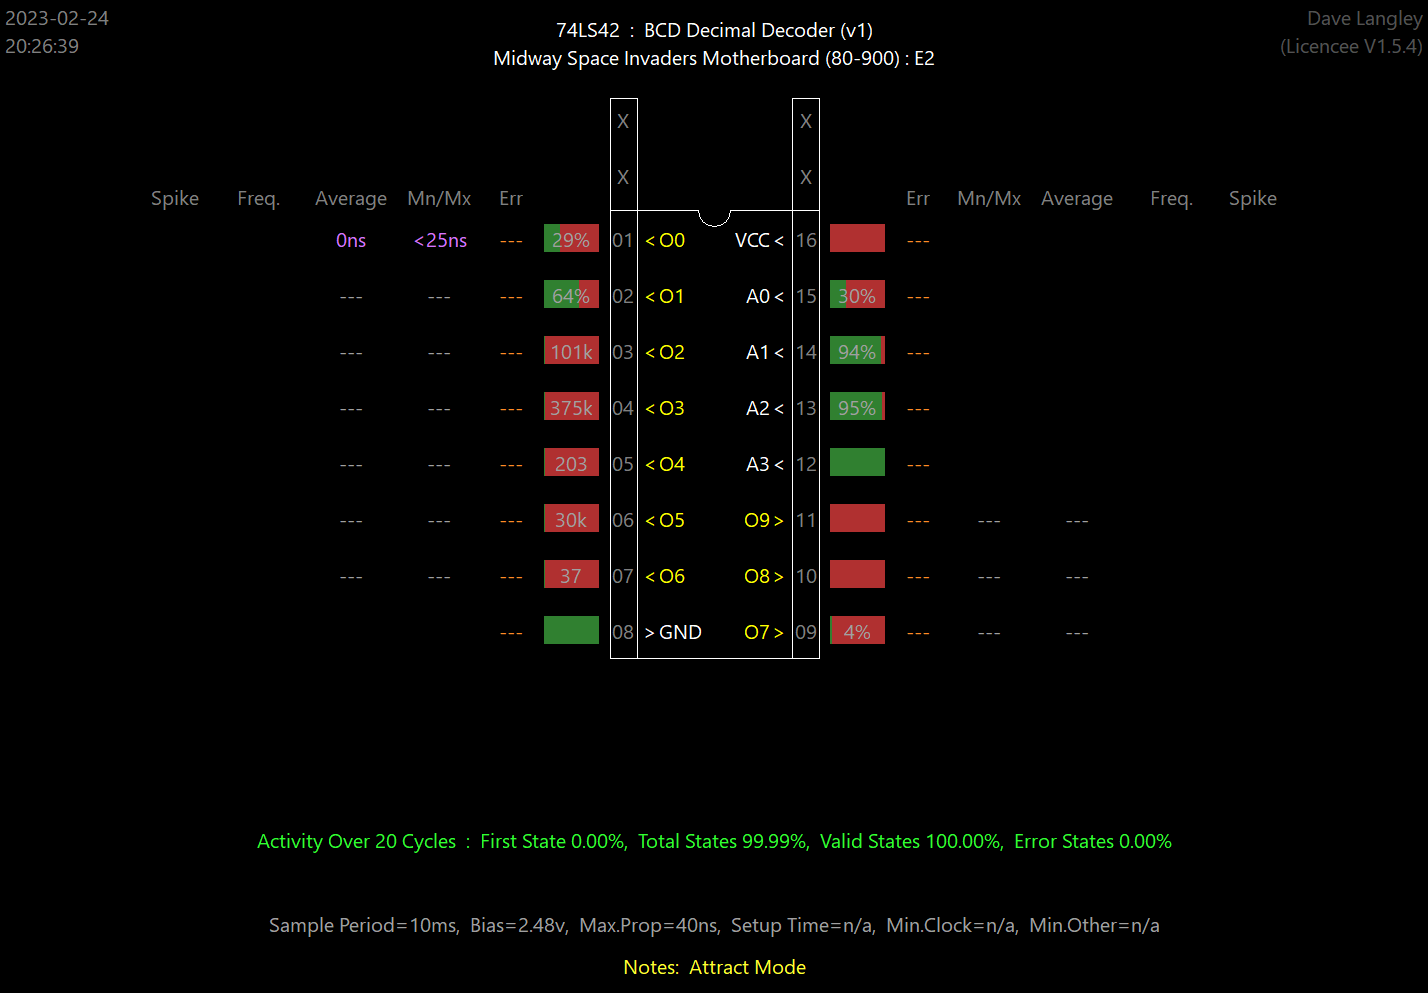 2023-02-24
20:26:39
74LS42 : BCD Decimal Decoder (v1)
Midway Space Invaders Motherboard (80-900) : E2
Dave Langley
(Licencee V1.5.4)
X X
X X
Spike Freq. Average Mn/Mx Err Err Mn/Mx Average Freq. Spike
0ns <25ns --- 29% 01 < O0 VCC < 16 ---
--- --- --- 64% 02 < O1 A0 < 15 30% ---
--- --- --- 101k 03 < O2 A1 < 14 94% ---
--- --- --- 375k 04 < O3 A2 < 13 95% ---
--- --- --- 203 05 < O4 A3 < 12 ---
--- --- --- 30k 06 < O5 O9 > 11 --- --- ---
--- --- --- 37 07 < O6 O8 > 10 --- --- ---
--- 08 > GND O7 > 09 4% --- --- ---
Activity Over 20 Cycles : First State 0.00%, Total States 99.99%, Valid States 100.00%, Error States 0.00%
Sample Period=10ms, Bias=2.48v, Max.Prop=40ns, Setup Time=n/a, Min.Clock=n/a, Min.Other=n/a
Notes: Attract Mode